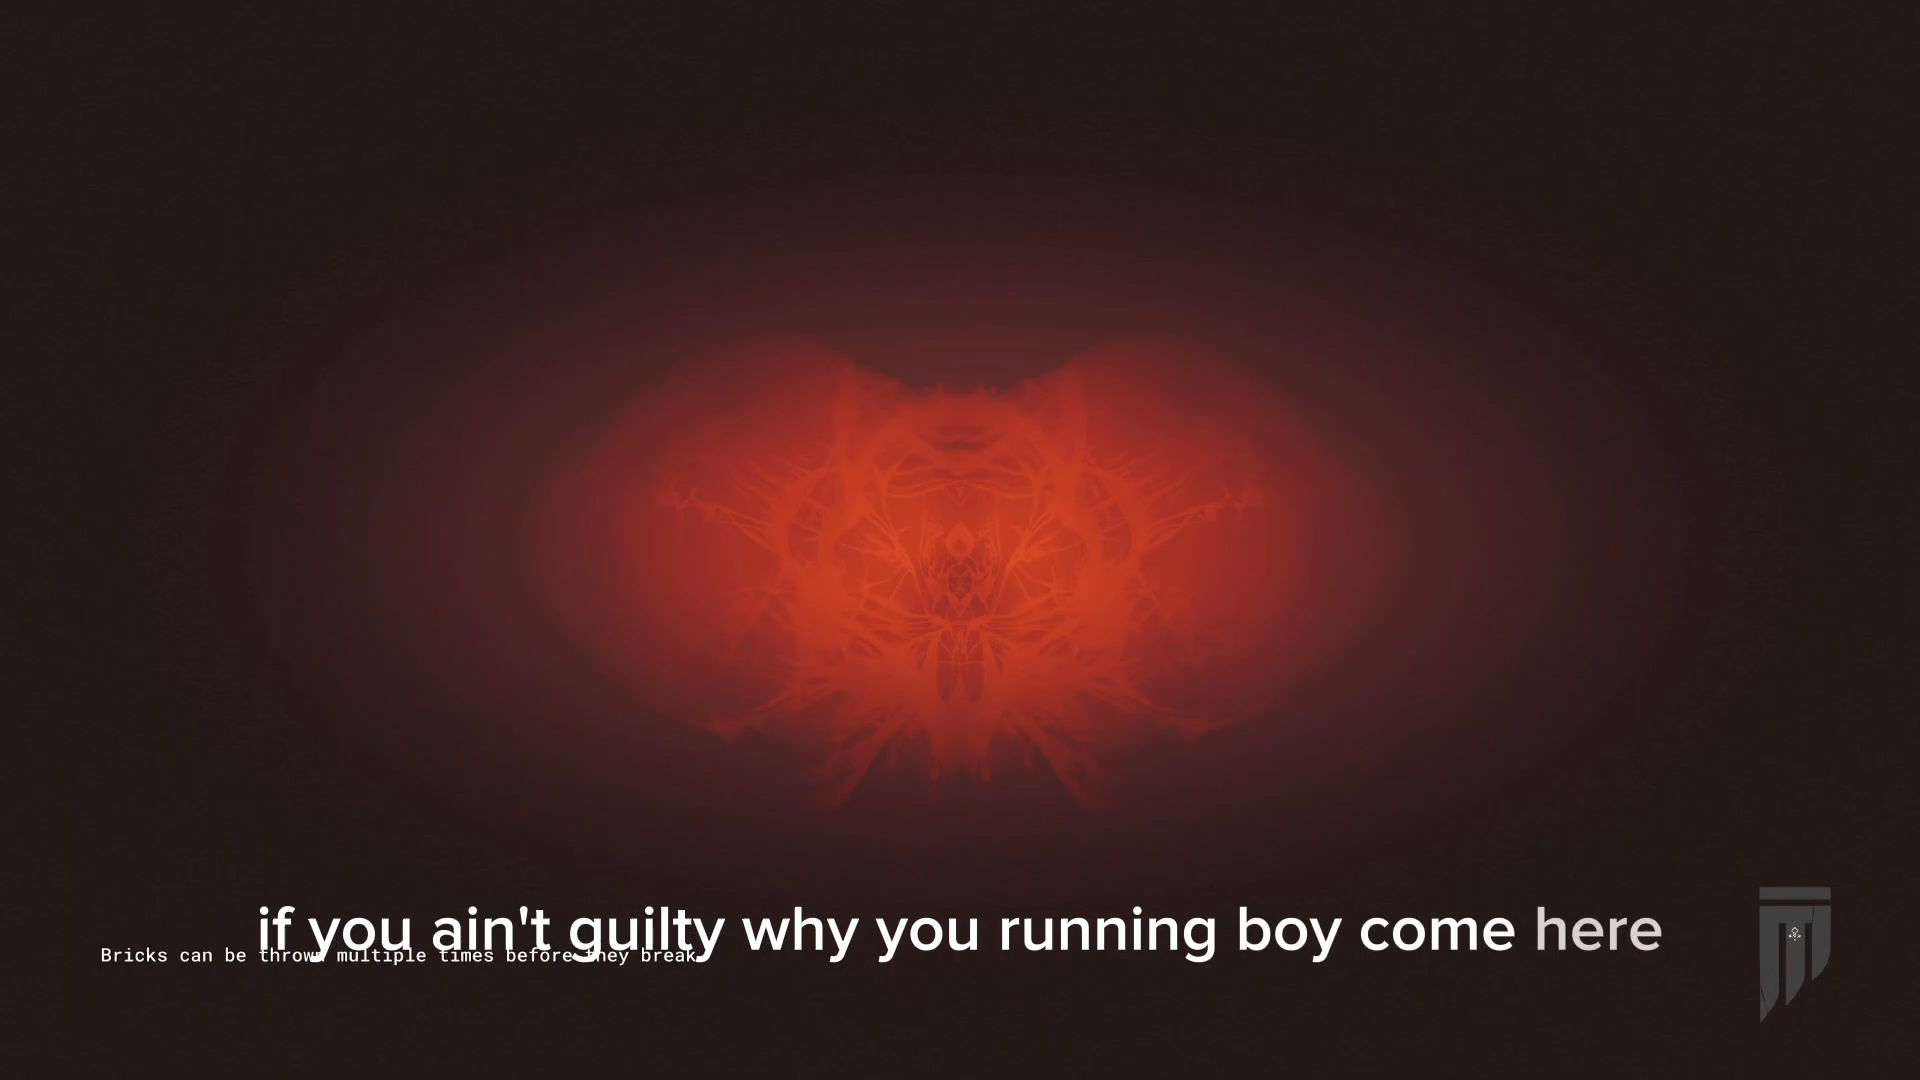 if you ain't guilty why you running boy come here
Bricks can be thrown multiple times before they break.